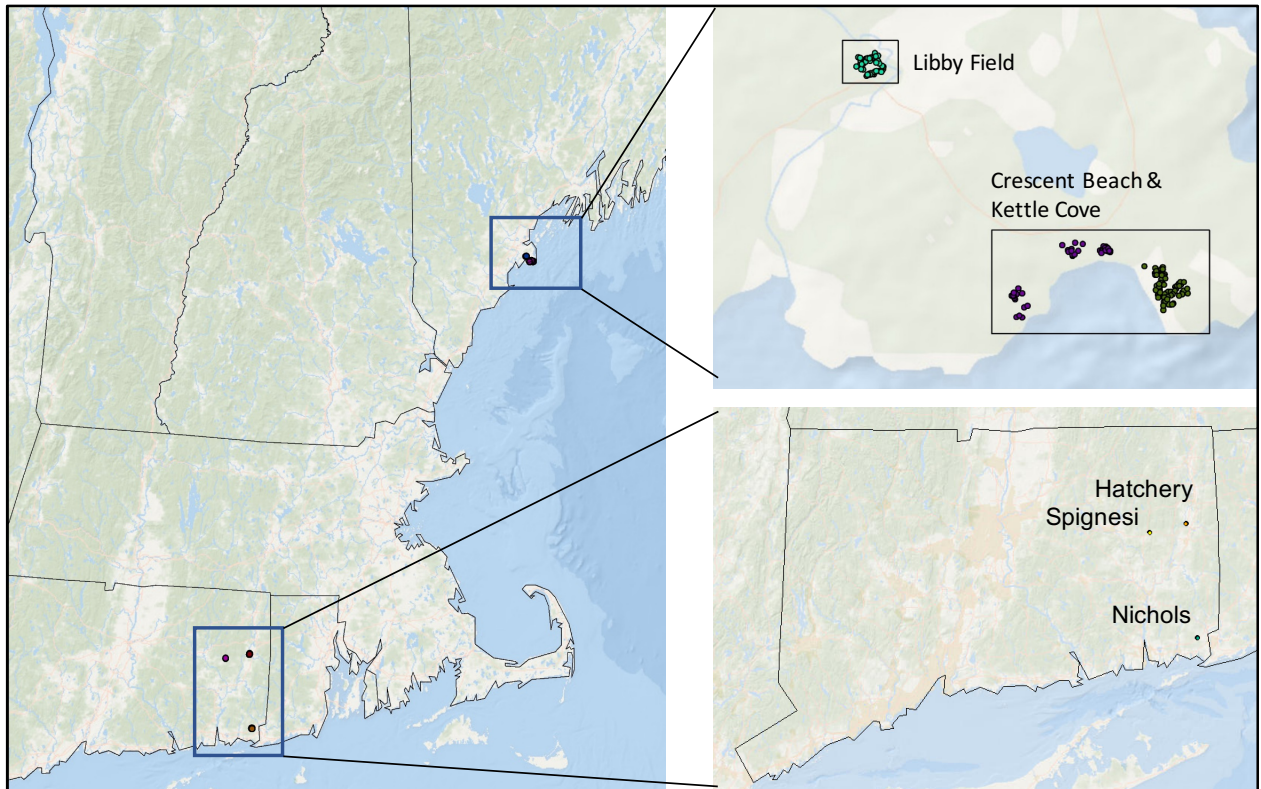 Libby Field
Crescent Beach &
Kettle Cove
Hatchery
Spignesi
Nichols